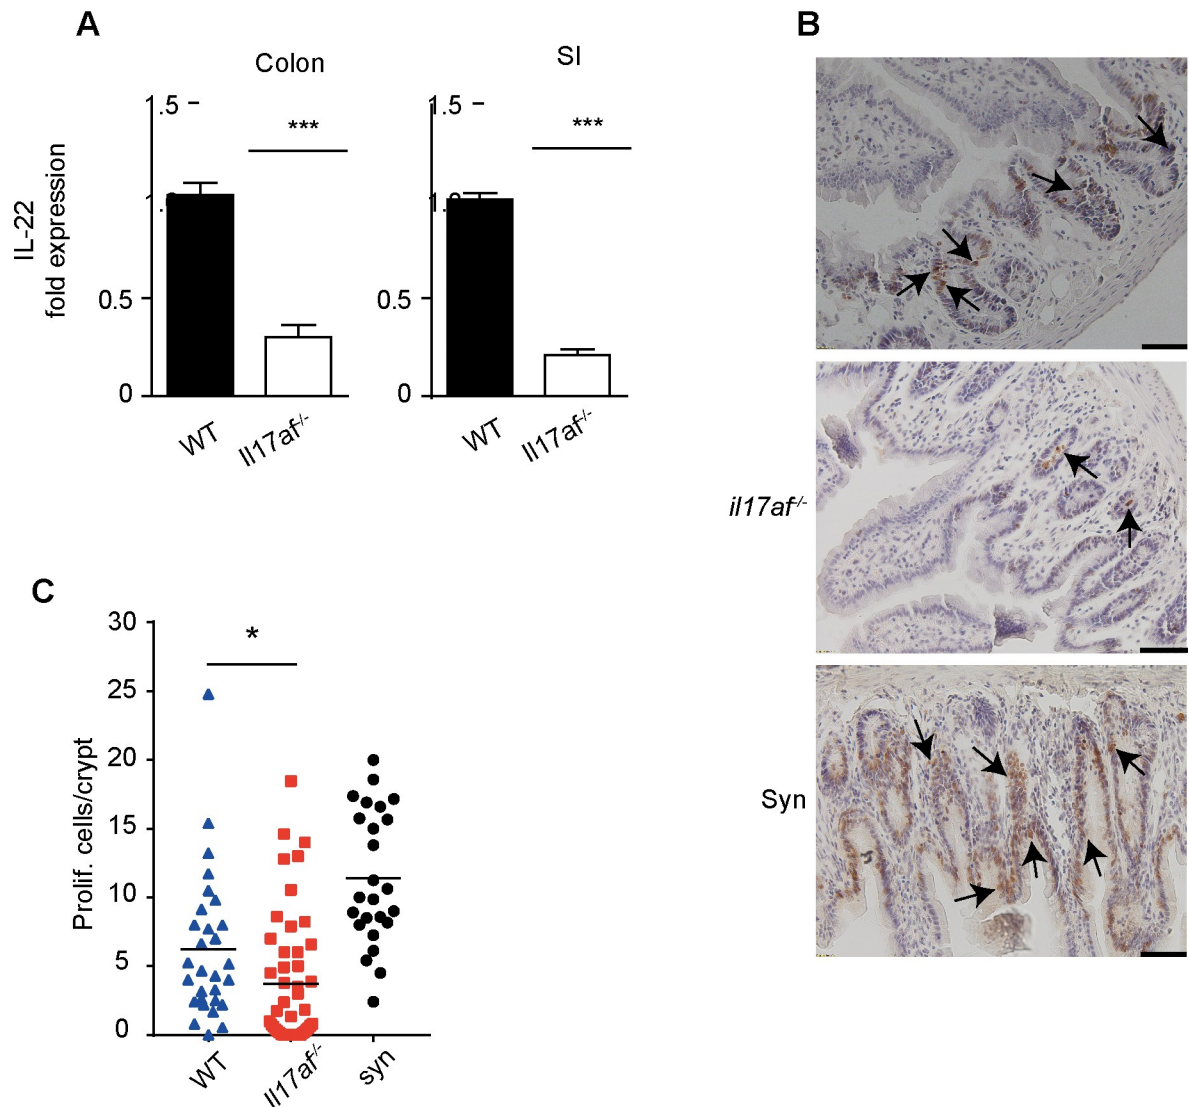 A
B
Colon
SI
1.5
1.5
***
***
IL-22
fold expression
0.5
0.5
0
0
WT
Il17af-/-
WT
Il17af-/-
il17af-/-
Syn
C
30
25
20
15
10
5
0
*
Prolif. cells/crypt
WT
Il17af-/-
syn